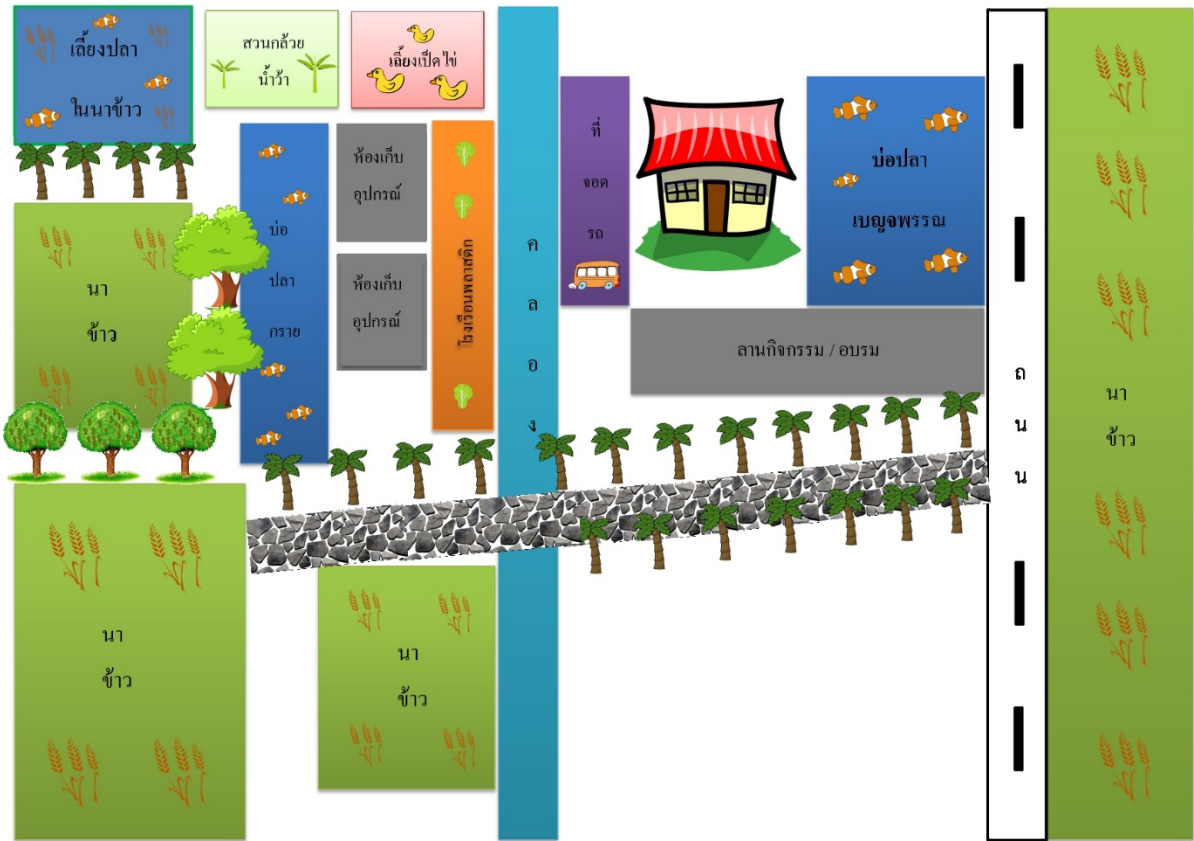 เลี้ยงปลา
ในนาข้าว
สวนกล้วย
น้ำว้า
เลี้ยงเป็ดไข่
ห้องเก็บ
อุปกรณ์
ห้องเก็บ
อุปกรณ์
บ่อ
ปลา
กราย
โรงเรือนพลาสติก
ค
ล
อ
ง
ที่
จอด
รถ
บ่อปลา
เบญจพรรณ
ลานกิจกรรม / อบรม
ถ
น
น
นา
ข้าว
นา
ข้าว
นา
ข้าว
นา
ข้าว